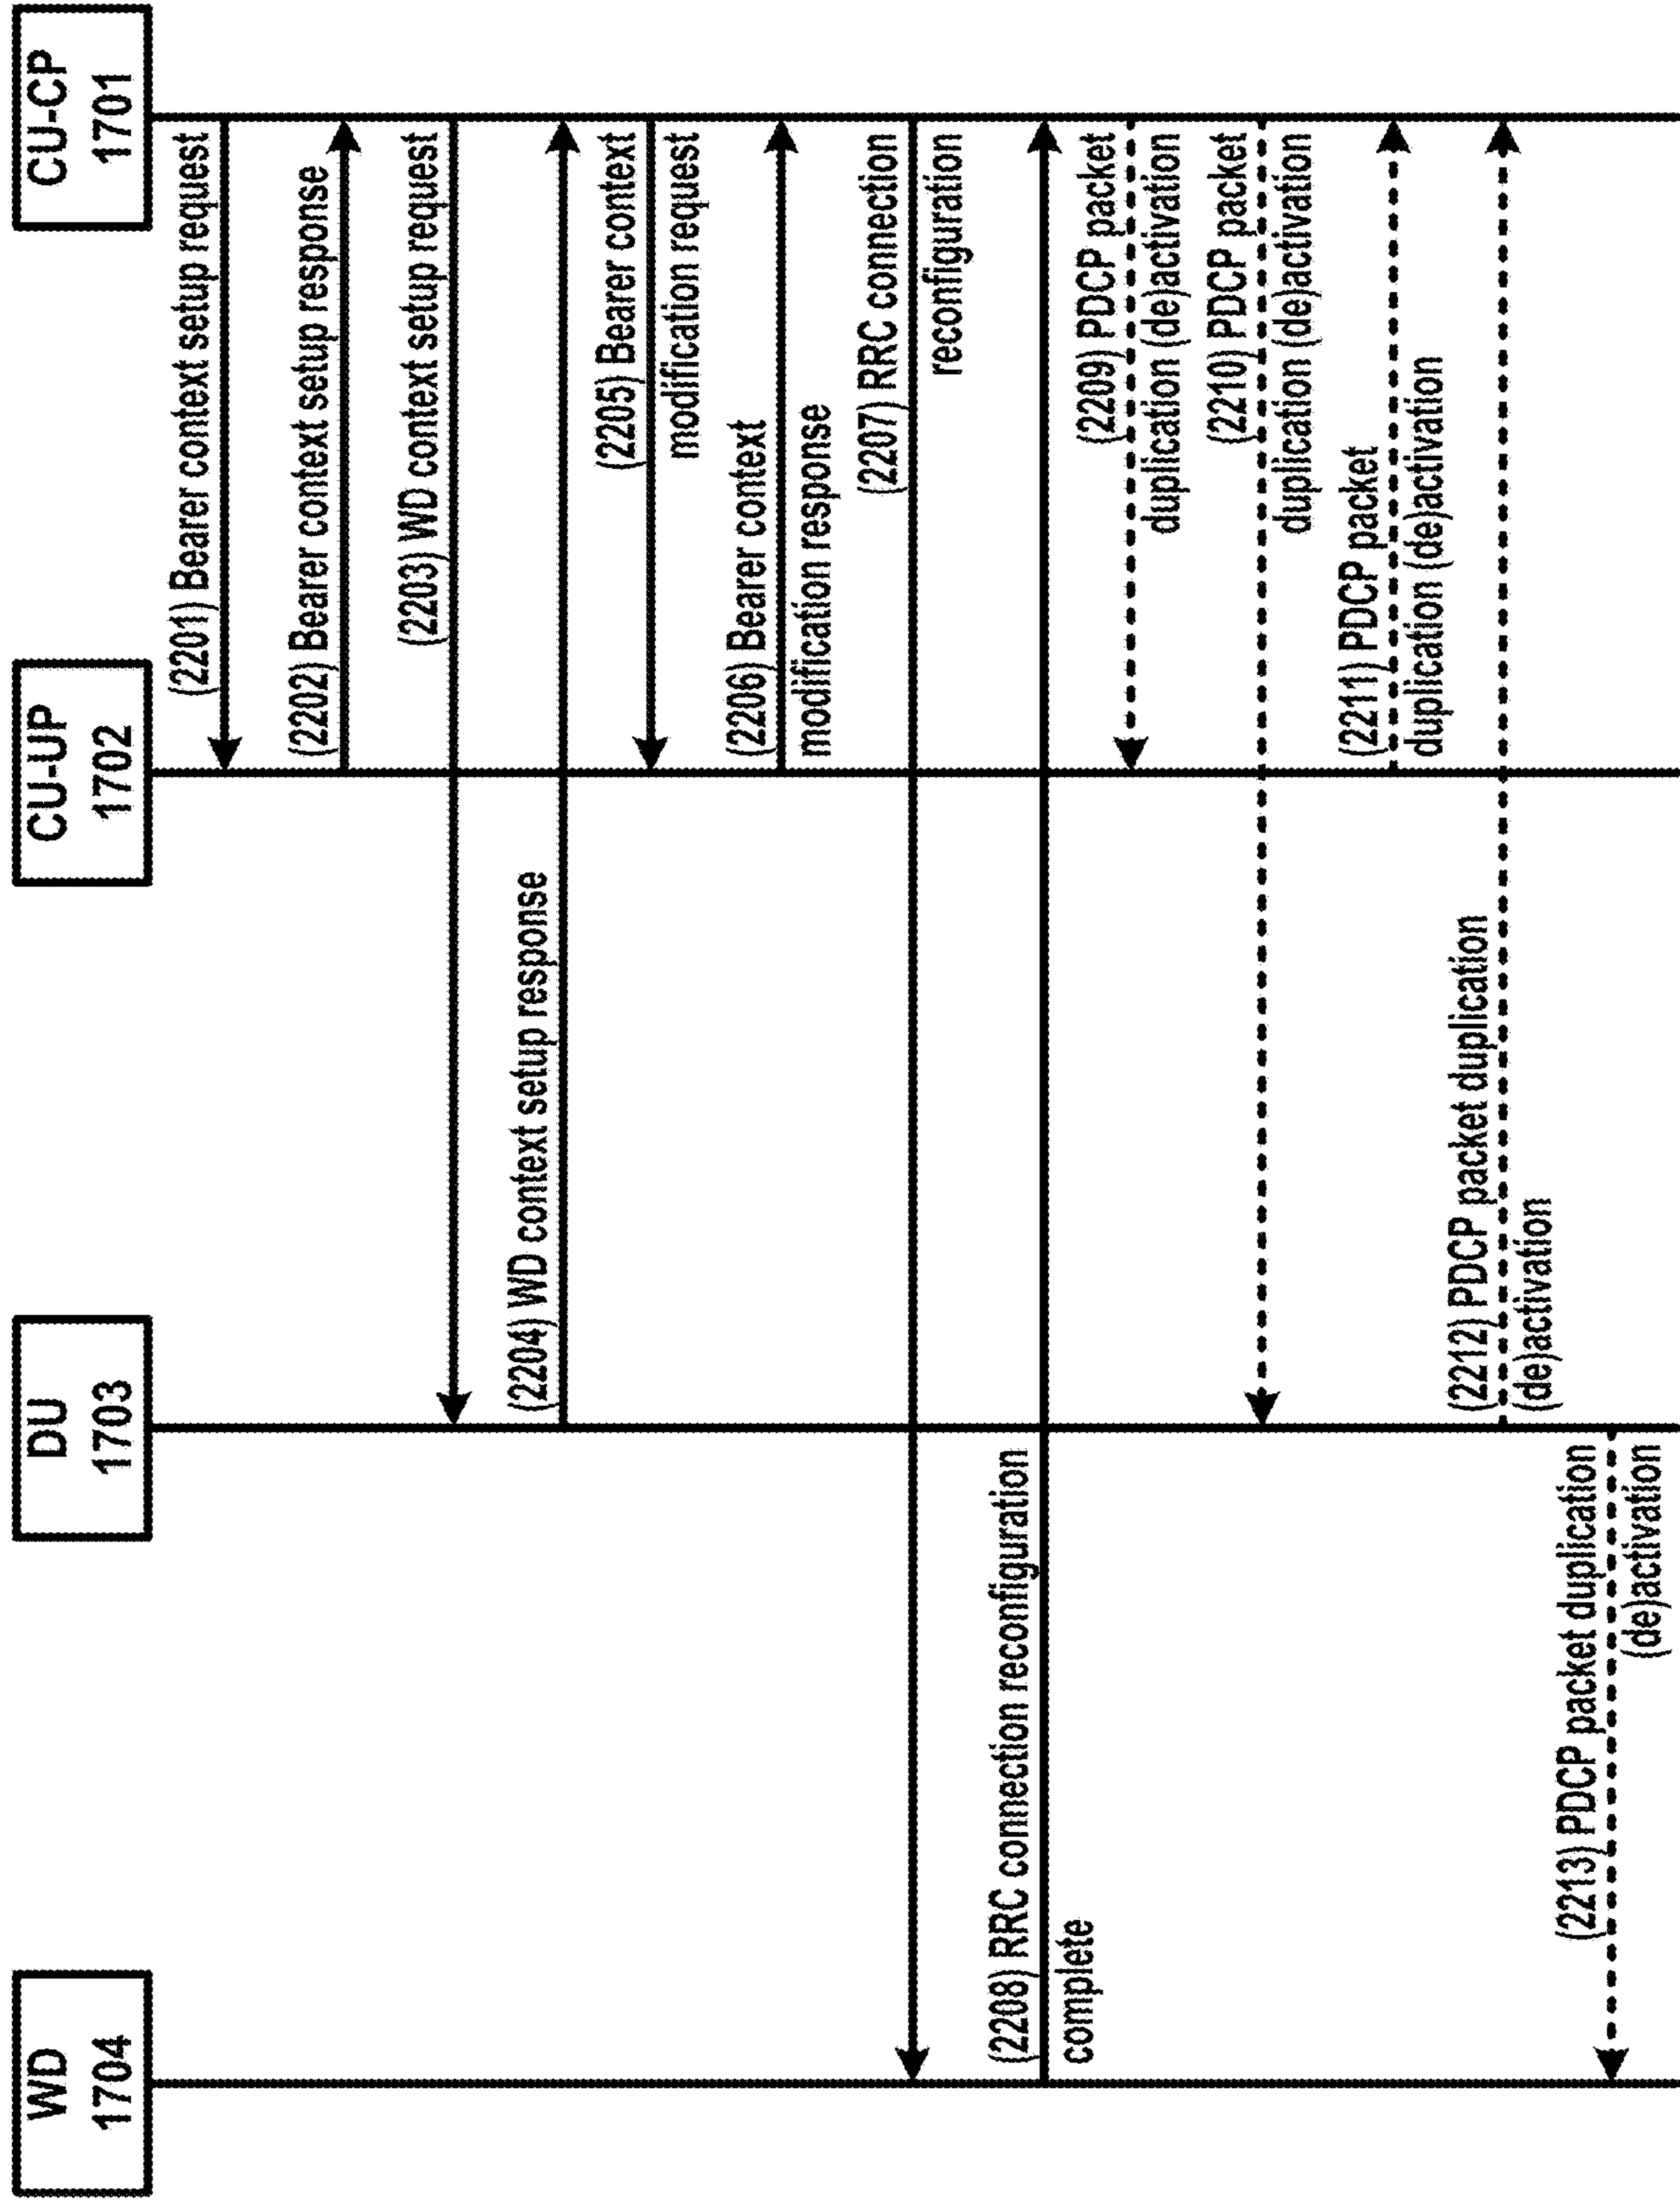 WD
1704
DU
1703
CU-UP
1702
CU-CP
1701
(2201) Bearer context setup request
(2202) Bearer context setup response
(2203) WD context setup request
(2204) WD context setup response
(2205) Bearer context
modification request
(2206) Bearer context
modification response
(2207) RRC connection
reconfiguration
(2208) RRC connection reconfiguration
complete
(2209) PDCP packet
duplication (de)activation
(2210) PDCP packet
duplication (de)activation
(2211) PDCP packet
duplication (de)activation
(2212) PDCP packet duplication
(de)activation
(2213) PDCP packet duplication
(de)activation